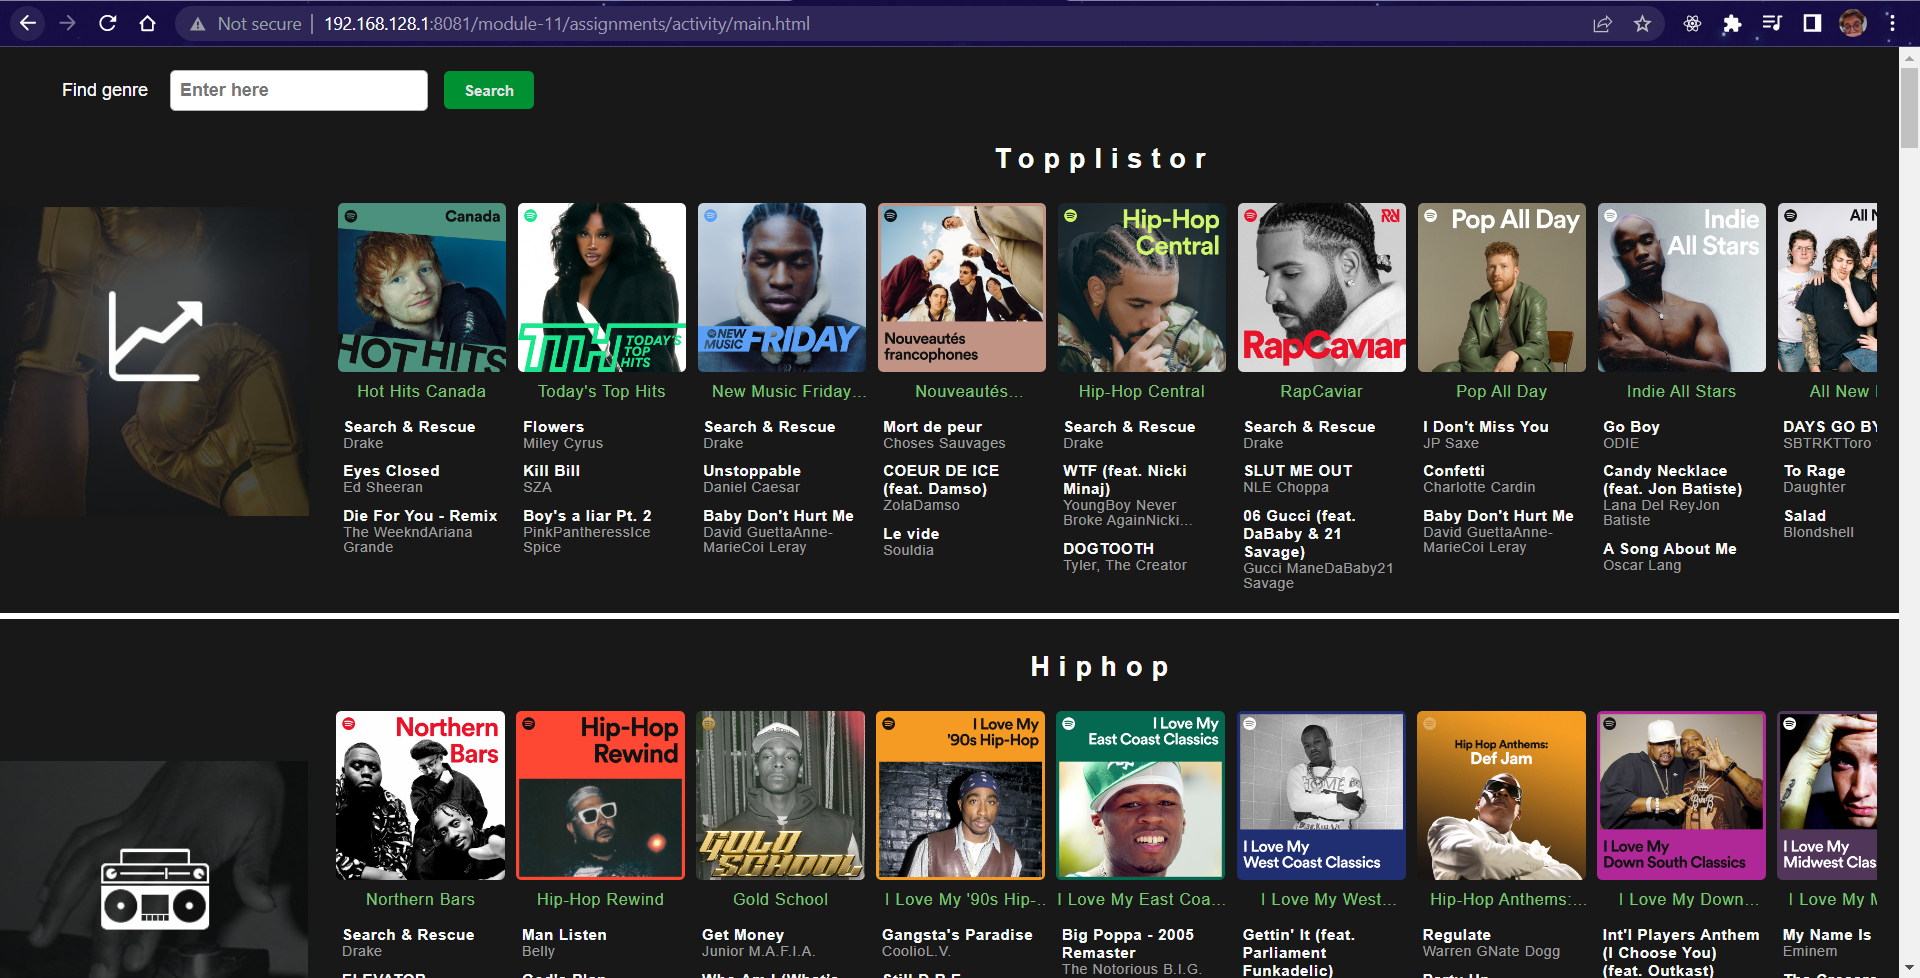 Not secure | 192.168.128.1:8081/module-11/assignments/activity/main.html
Find genre
Enter here
Search
Topplistor
Canada
HOT HITS
TTH TODAY'S TOP HITS
NEW MUSIC FRIDAY
Nouveautés
francophones
Hip-Hop
Central
RapCaviar
Pop All Day
Indie
All Stars
All
Hot Hits Canada
Today's Top Hits
New Music Friday...
Nouveautés...
Hip-Hop Central
RapCaviar
Pop All Day
Indie All Stars
All New
Search & Rescue
Drake
Eyes Closed
Ed Sheeran
Die For You - Remix
The WeekndAriana
Grande
Flowers
Miley Cyrus
Kill Bill
SZA
Boy's a liar Pt. 2
PinkPantheressIce
Spice
Search & Rescue
Drake
Unstoppable
Daniel Caesar
Baby Don't Hurt Me
David GuettaAnne-
MarieCoi Leray
Mort de peur
Choses Sauvages
COEUR DE ICE
(feat. Damso)
ZolaDamso
Le vide
Souldia
Search & Rescue
Drake
WTF (feat. Nicki
Minaj)
YoungBoy Never
Broke AgainNicki...
DOGTOOTH
Tyler, The Creator
Search & Rescue
Drake
SLUT ME OUT
NLE Choppa
06 Gucci (feat.
DaBaby & 21
Savage)
Gucci ManeDaBaby21
Savage
I Don't Miss You
JP Saxe
Confetti
Charlotte Cardin
Baby Don't Hurt Me
David GuettaAnne-
MarieCoi Leray
Go Boy
ODIE
Candy Necklace
(feat. Jon Batiste)
Lana Del ReyJon
Batiste
A Song About Me
Oscar Lang
DAYS GO BY
SBTRKTToro
To Rage
Daughter
Salad
Blondshell
Hiphop
Northern
Bars
Hip-Hop
Rewind
GOLD
SCHOOL
I Love My
'90s Hip-Hop
I Love My
East Coast Classics
HOME
I Love My
West Coast Classics
Hip Hop Anthems:
Def Jam
I Love My
Down South Classics
I Love My
Midwest Clas
Northern Bars
Hip-Hop Rewind
Gold School
I Love My '90s Hip-...
I Love My East Coa...
I Love My West...
Hip-Hop Anthems:...
I Love My Down...
I Love My
Search & Rescue
Drake
ELEVATOR
Man Listen
Belly
God's Plan
Get Money
Junior M.A.F.I.A.
Who Am I (What's
Gangsta's Paradise
CoolioL.V.
Still D.R.E.
Big Poppa - 2005
Remaster
The Notorious B.I.G.
Gettin' It (feat.
Parliament
Funkadelic)
Regulate
Warren GNate Dogg
Party Up
Int'l Players Anthem
(I Choose You)
(feat. Outkast)
My Name Is
Eminem